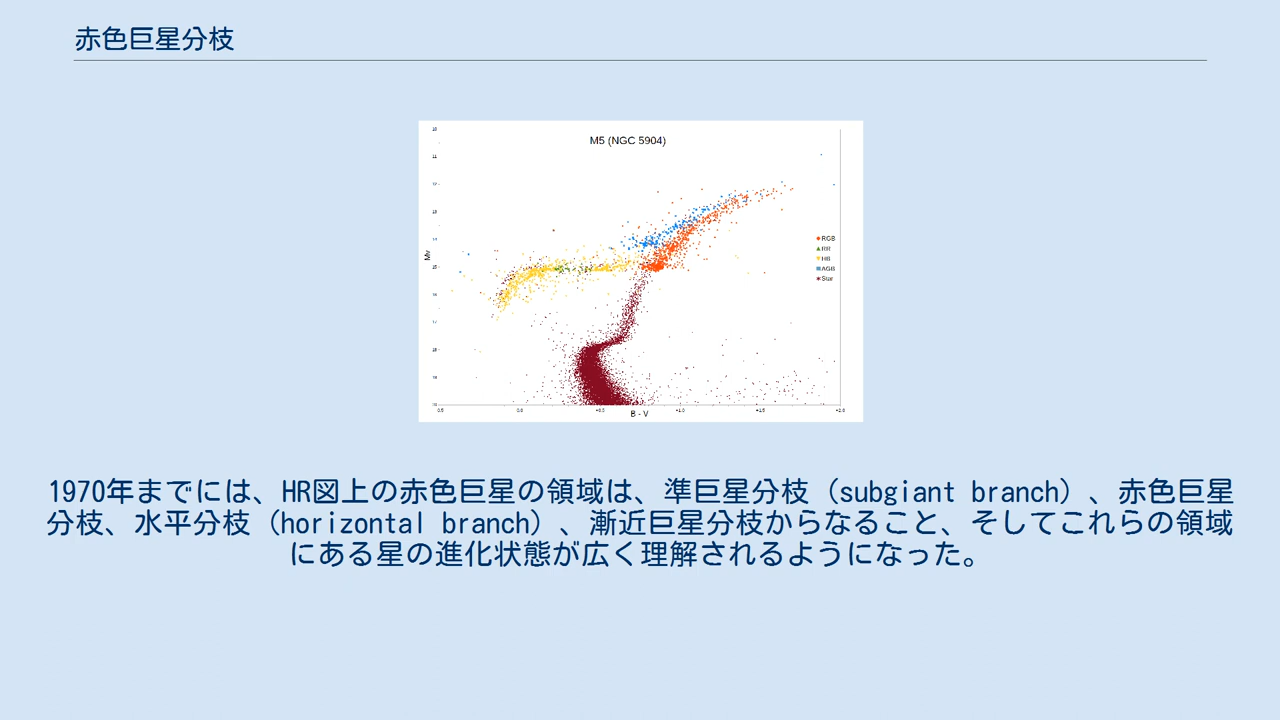 赤色巨星分枝
M5 (NGC 5904)
RGB
RR
HB
AGB
Star
B - V
1970年までには、HR図上の赤色巨星の領域は、準巨星分枝（subgiant branch）、赤色巨星
分枝、水平分枝（horizontal branch）、漸近巨星分枝からなること、そしてこれらの領域
にある星の進化状態が広く理解されるようになった。